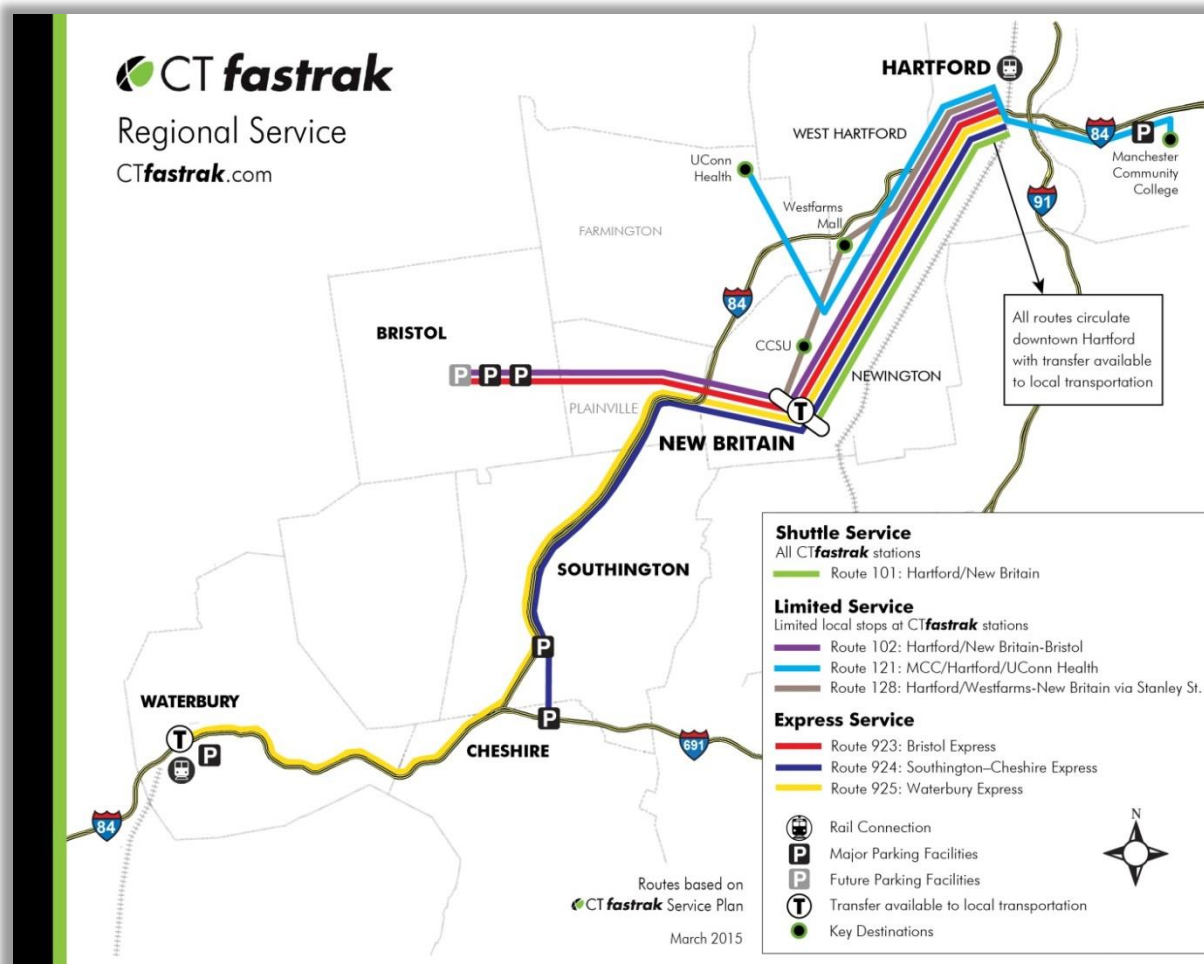 CTfastrak
Regional Service
CTfastrak.com
HARTFORD
WEST HARTFORD
UConn
Health
84
P
Manchester
Community
College
Westfarms
Mall
91
FARMINGTON
84
All routes circulate
downtown Hartford
with transfer available
to local transportation
BRISTOL
CCSU
P P P
NEWINGTON
PLAINVILLE
T
NEW BRITAIN
SOUTHINGTON
P
WATERBURY
P
T
P
CHESHIRE
691
84
Shuttle Service
All CTfastrak stations
Route 101: Hartford/New Britain
Limited Service
Limited local stops at CTfastrak stations
Route 102: Hartford/New Britain-Bristol
Route 121: MCC/Hartford/UConn Health
Route 128: Hartford/Westfarms-New Britain via Stanley St.
Express Service
Route 923: Bristol Express
Route 924: Southington–Cheshire Express
Route 925: Waterbury Express
Rail Connection
P Major Parking Facilities
P Future Parking Facilities
T Transfer available to local transportation
Key Destinations
N
Routes based on
CTfastrak Service Plan
March 2015